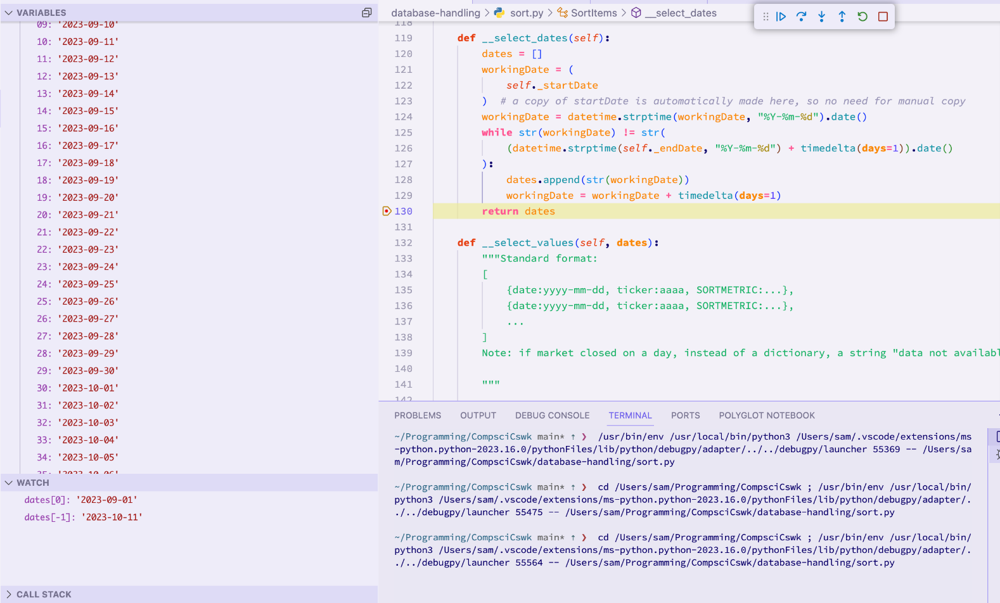 VARIABLES
09: '2023-09-10'
10: '2023-09-11'
11: '2023-09-12'
12: '2023-09-13'
13: '2023-09-14'
14: '2023-09-15'
15: '2023-09-16'
16: '2023-09-17'
17: '2023-09-18'
18: '2023-09-19'
19: '2023-09-20'
20: '2023-09-21'
21: '2023-09-22'
22: '2023-09-23'
23: '2023-09-24'
24: '2023-09-25'
25: '2023-09-26'
26: '2023-09-27'
27: '2023-09-28'
28: '2023-09-29'
29: '2023-09-30'
30: '2023-10-01'
31: '2023-10-02'
32: '2023-10-03'
33: '2023-10-04'
34: '2023-10-05'
35: '2023-10-06'
WATCH
dates[0]: '2023-09-01'
dates[-1]: '2023-10-11'
CALL STACK
database-handling > sort.py > SortItems > __select_dates
118
119 def __select_dates(self):
120 dates = []
121 workingDate = (
122 self._startDate
123 ) # a copy of startDate is automatically made here, so no need for manual copy
124 workingDate = datetime.strptime(workingDate, "%Y-%m-%d").date()
125 while str(workingDate) != str(
126 (datetime.strptime(self._endDate, "%Y-%m-%d") + timedelta(days=1)).date()
127 ):
128 dates.append(str(workingDate))
129 workingDate = workingDate + timedelta(days=1)
130 return dates
131
132 def __select_values(self, dates):
133 """Standard format:
134 [
135 {date:yyyy-mm-dd, ticker:aaaa, SORTMETRIC:...},
136 {date:yyyy-mm-dd, ticker:aaaa, SORTMETRIC:...},
137 ...
138 ]
139 Note: if market closed on a day, instead of a dictionary, a string "data not availabl
140
141 """
142
PROBLEMS OUTPUT DEBUG CONSOLE TERMINAL PORTS POLYGLOT NOTEBOOK
~/Programming/CompsciCswk main* ↑ ❯ /usr/bin/env /usr/local/bin/python3 /Users/sam/.vscode/extensions/ms
-python.python-2023.16.0/pythonFiles/lib/python/debugpy/adapter/../../debugpy/launcher 55369 -- /Users/sa
m/Programming/CompsciCswk/database-handling/sort.py
~/Programming/CompsciCswk main* ↑ ❯ cd /Users/sam/Programming/CompsciCswk ; /usr/bin/env /usr/local/bin/
python3 /Users/sam/.vscode/extensions/ms-python.python-2023.16.0/pythonFiles/lib/python/debugpy/adapter/.
./../debugpy/launcher 55475 -- /Users/sam/Programming/CompsciCswk/database-handling/sort.py
~/Programming/CompsciCswk main* ↑ ❯ cd /Users/sam/Programming/CompsciCswk ; /usr/bin/env /usr/local/bin/
python3 /Users/sam/.vscode/extensions/ms-python.python-2023.16.0/pythonFiles/lib/python/debugpy/adapter/.
./../debugpy/launcher 55564 -- /Users/sam/Programming/CompsciCswk/database-handling/sort.py